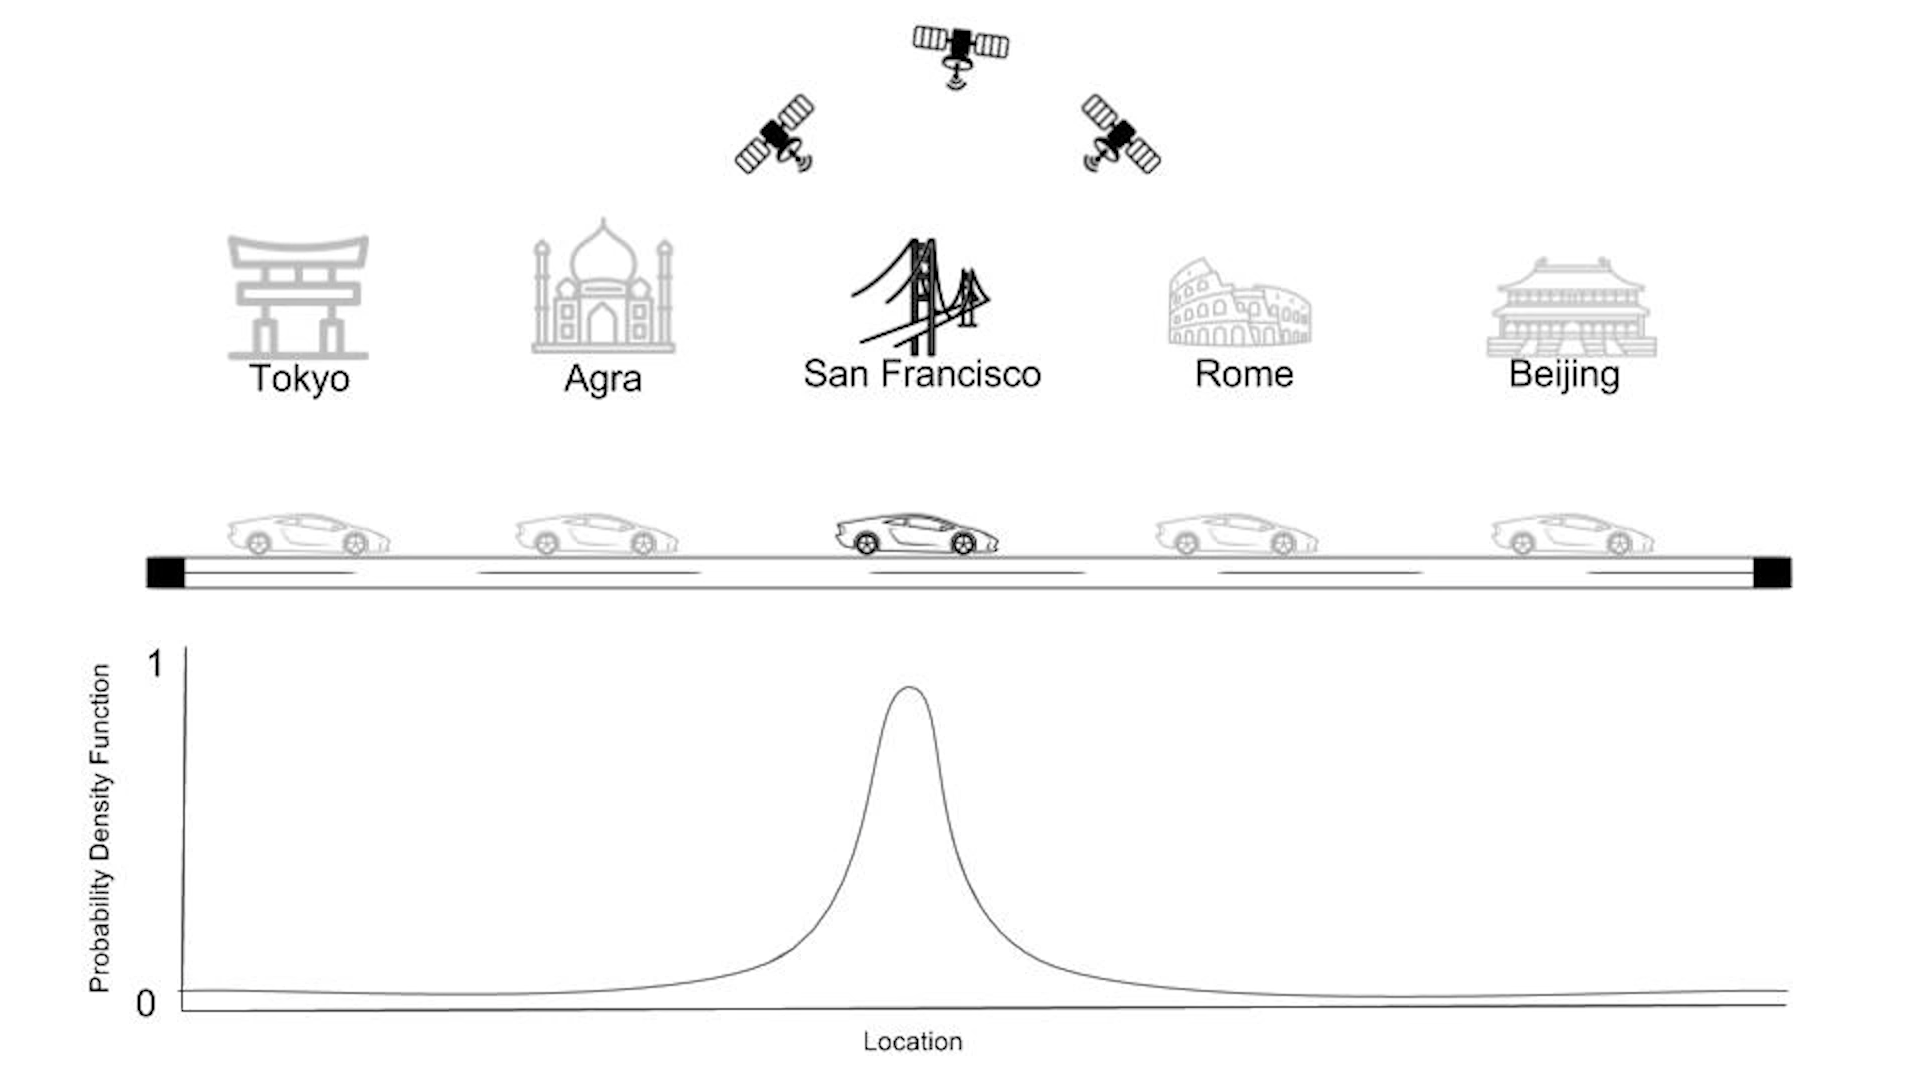 Tokyo
Agra
San Francisco
Rome
Beijing
1
Probability Density Function
0
Location